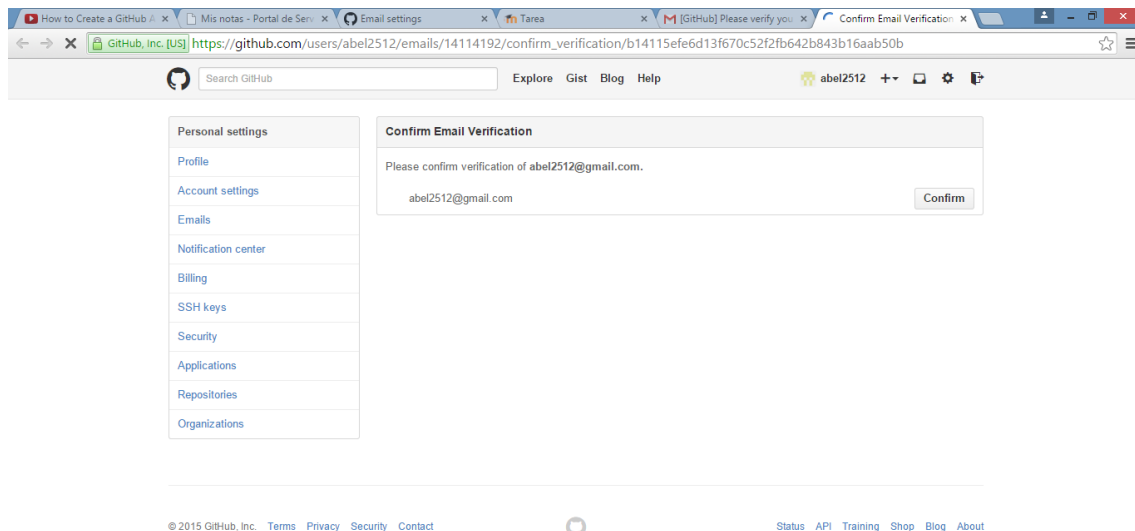 How to Create a GitHub A
Mis notas - Portal de Serv
Email settings
Tarea
[GitHub] Please verify you
Confirm Email Verification
GitHub, Inc. [US] https://github.com/users/abel2512/emails/14114192/confirm_verification/b14115efe6d13f670c52f2fb642b843b16aab50b
Search GitHub Explore Gist Blog Help abel2512
Personal settings
Profile
Account settings
Emails
Notification center
Billing
SSH keys
Security
Applications
Repositories
Organizations
Confirm Email Verification
Please confirm verification of abel2512@gmail.com.
abel2512@gmail.com Confirm
© 2015 GitHub, Inc. Terms Privacy Security Contact
Status API Training Shop Blog About